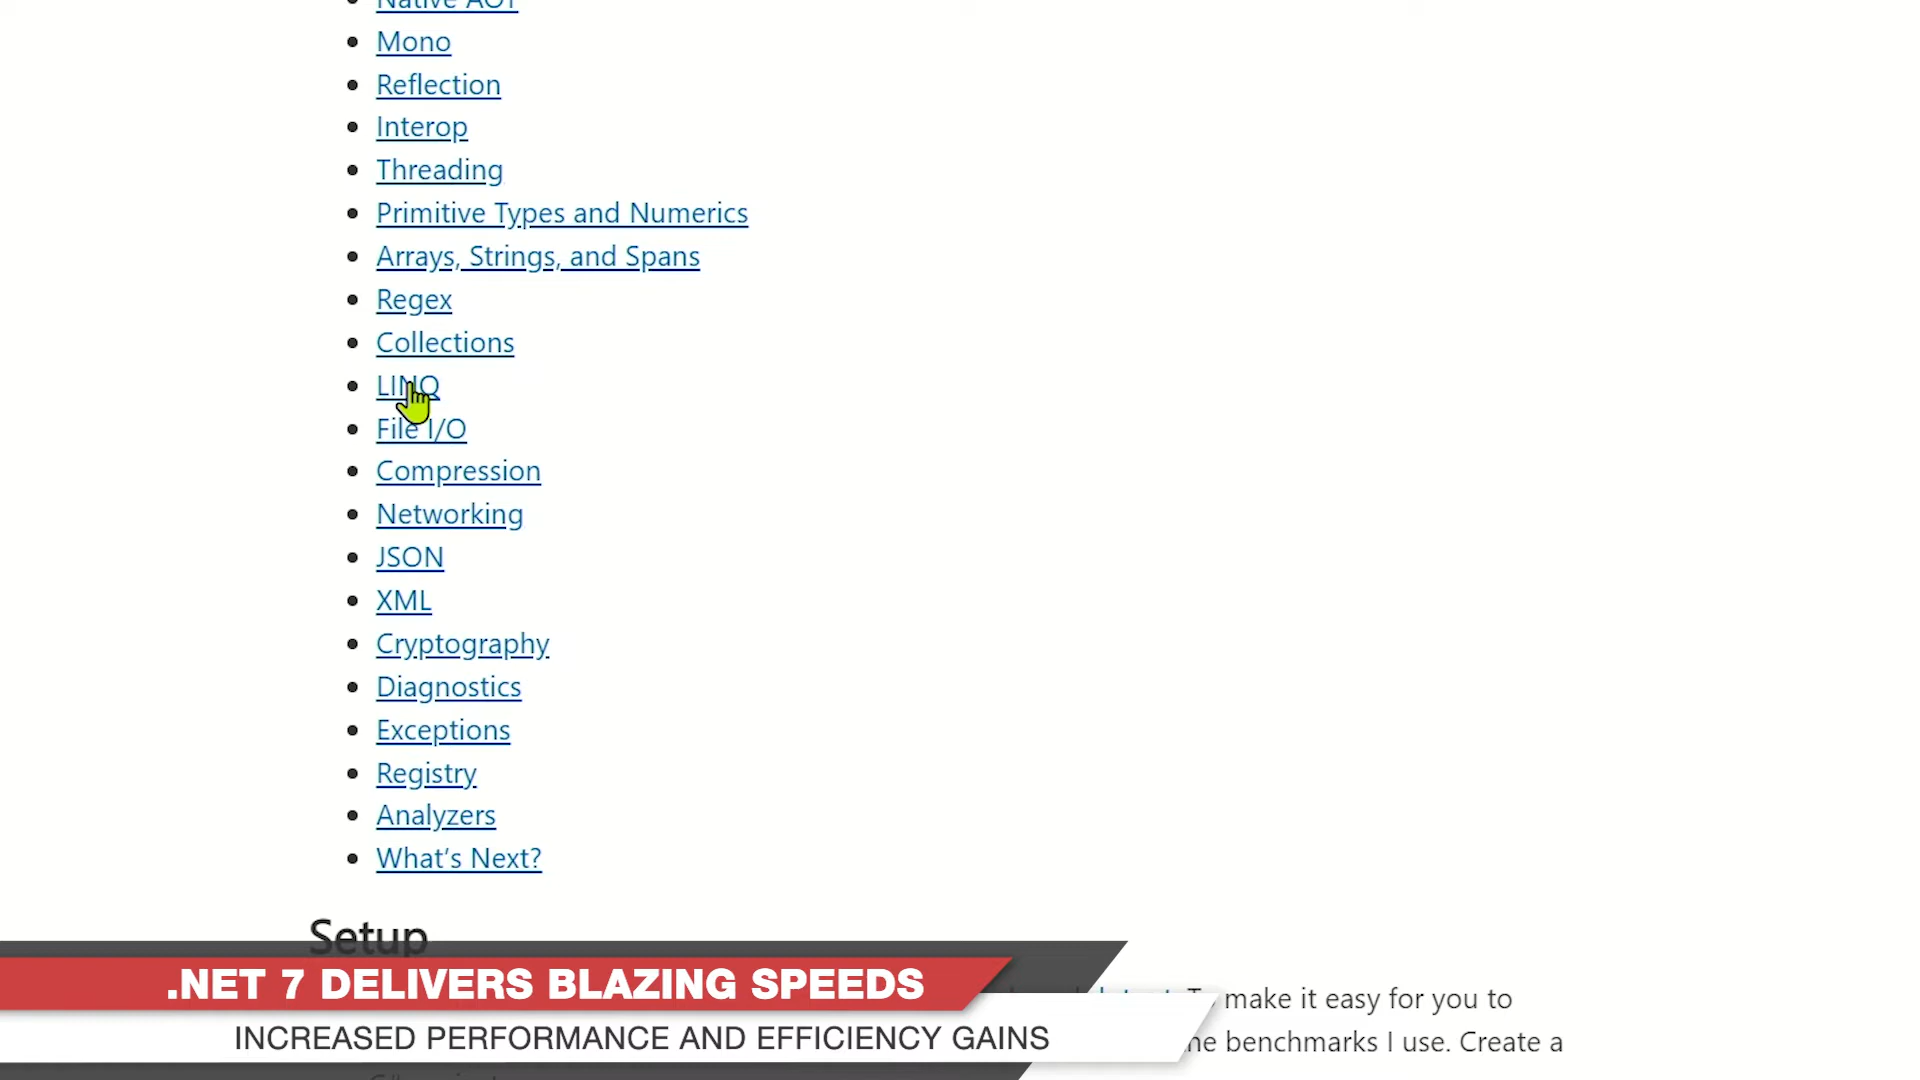 Native AOT
Mono
Reflection
Interop
Threading
Primitive Types and Numerics
Arrays, Strings, and Spans
Regex
Collections
LINQ
File I/O
Compression
Networking
JSON
XML
Cryptography
Diagnostics
Exceptions
Registry
Analyzers
What's Next?
Setup
.NET 7 DELIVERS BLAZING SPEEDS
make it easy for you to
INCREASED PERFORMANCE AND EFFICIENCY GAINS
benchmarks I use. Create a